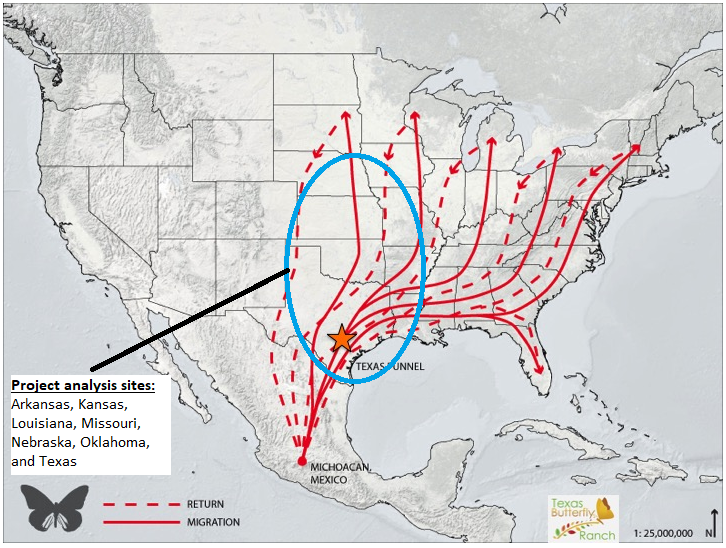 TEXAS FUNNEL
Project analysis sites:
Arkansas, Kansas,
Louisiana, Missouri,
Nebraska, Oklahoma,
and Texas
MICHOACAN,
MEXICO
RETURN
MIGRATION
Texas
Butterfly
Ranch
1: 25,000,000
N